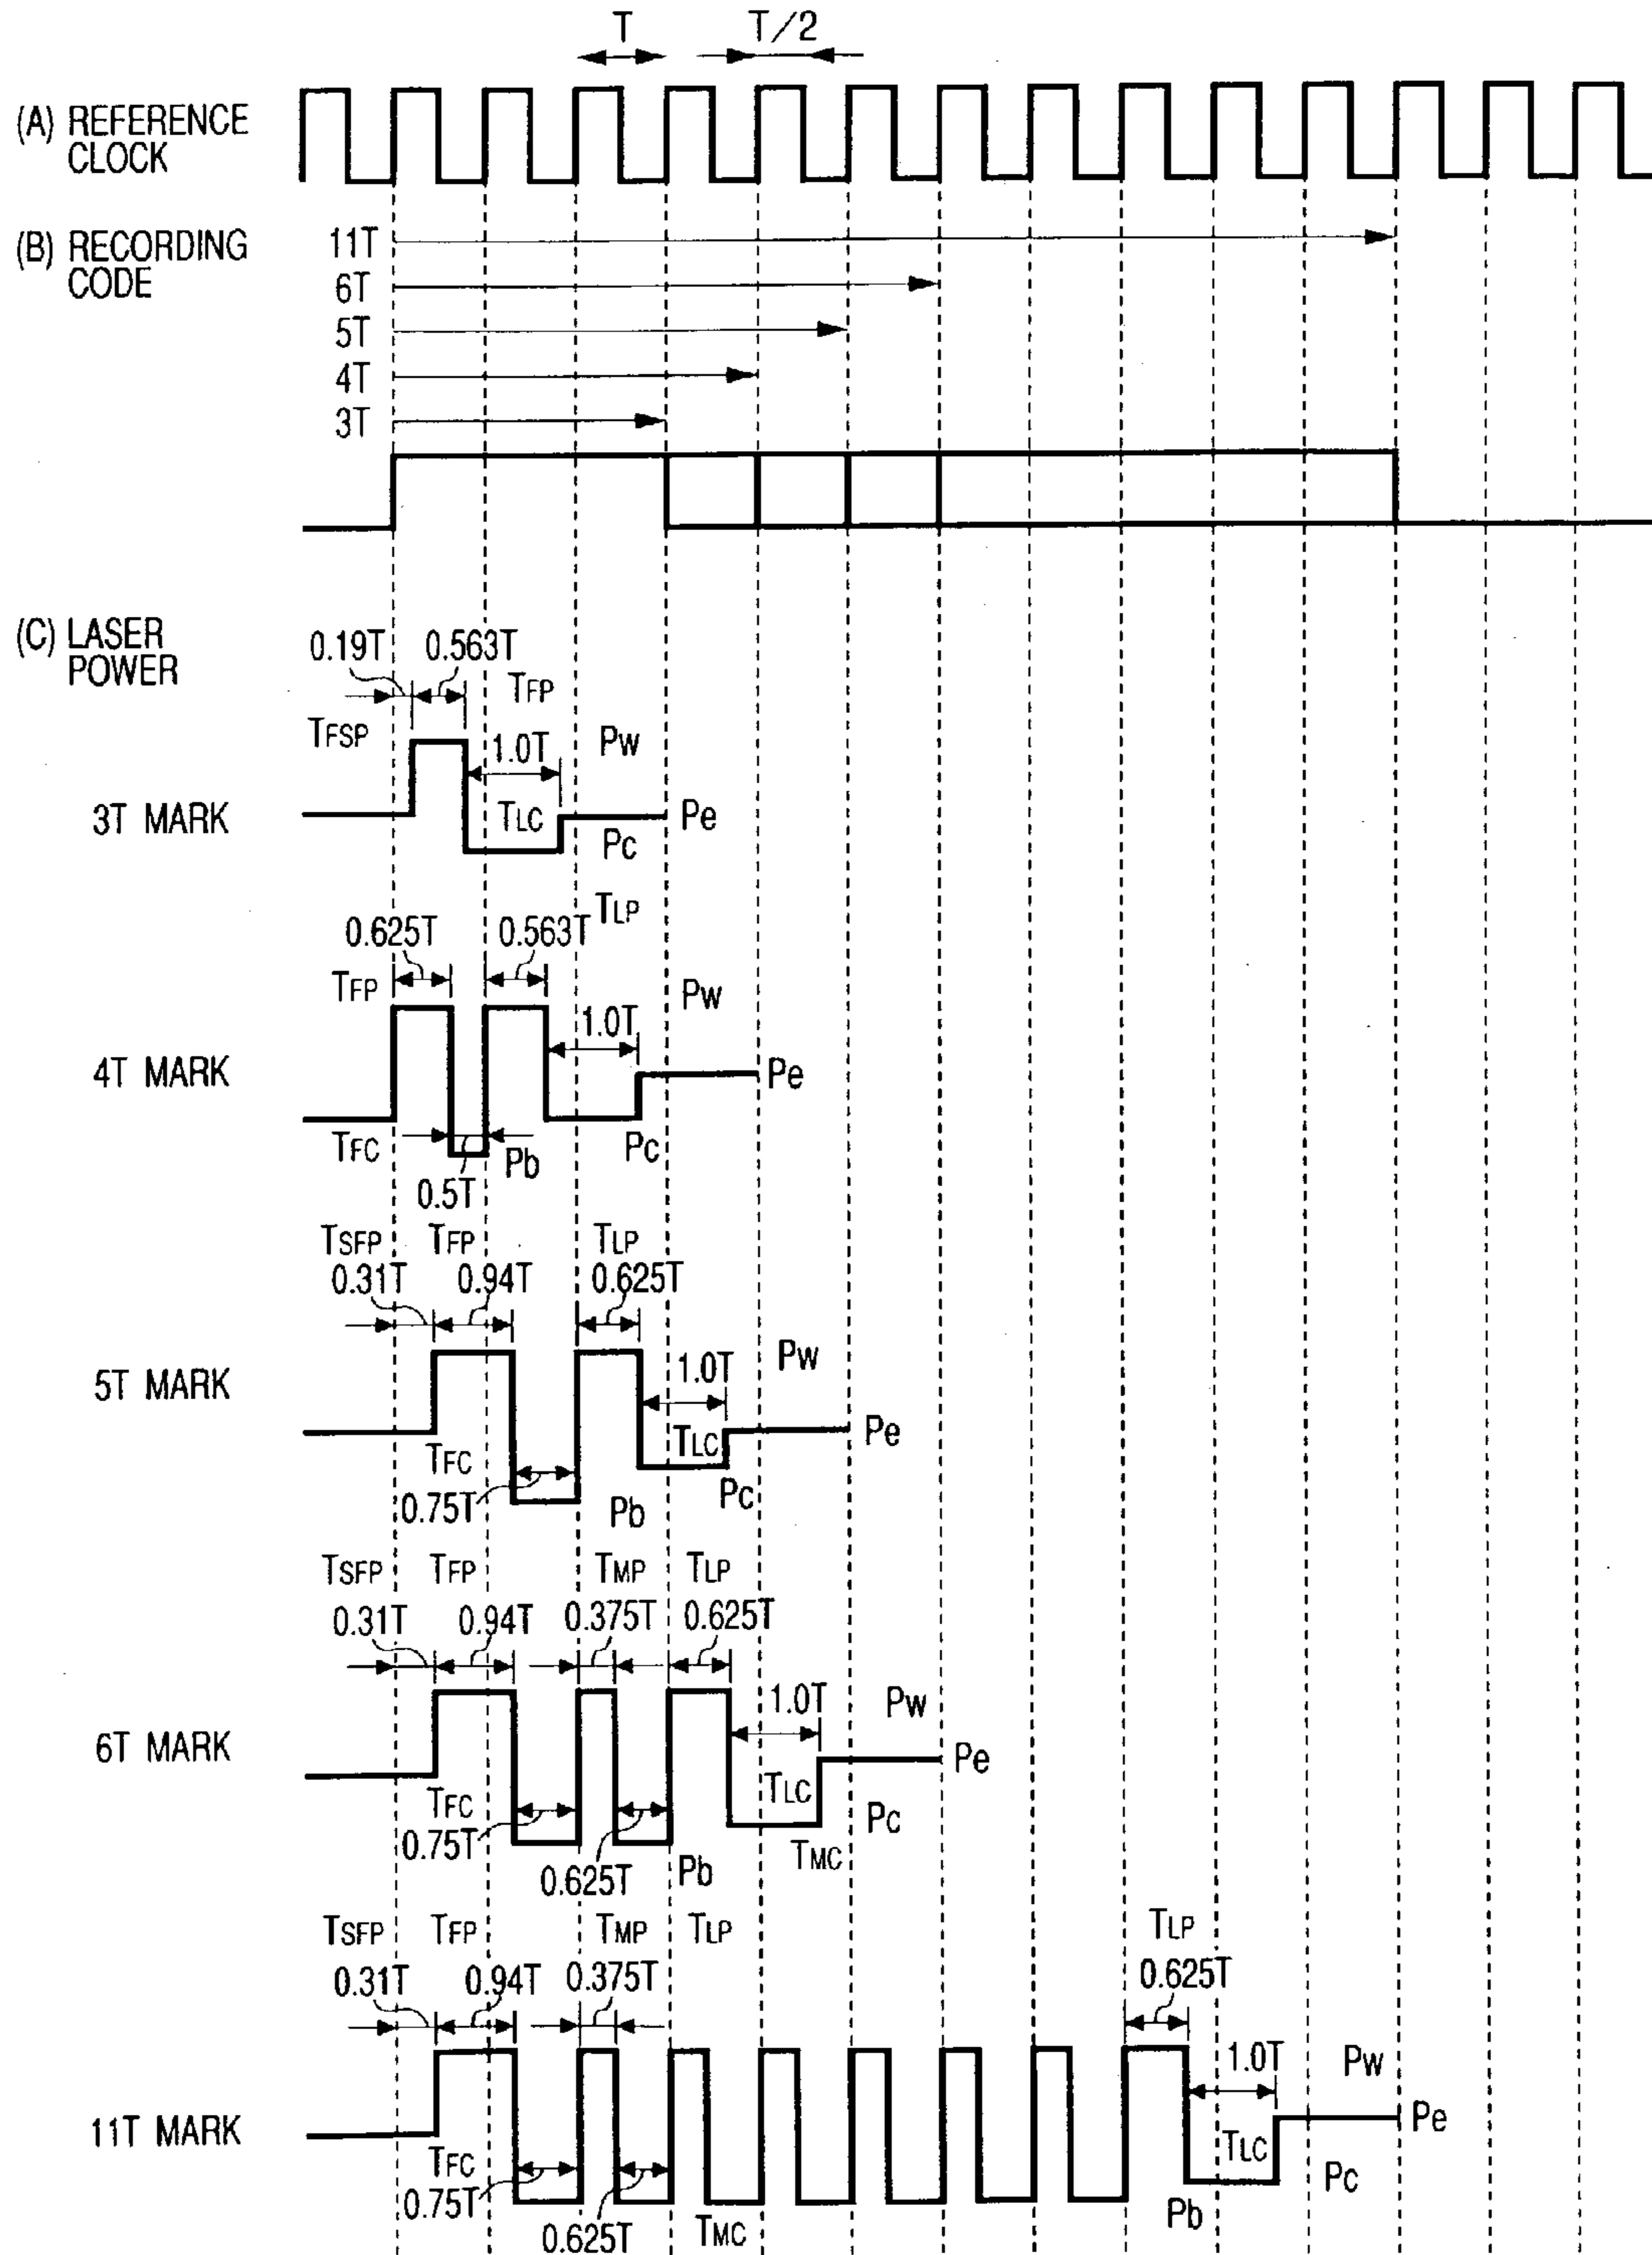 T T/2
(A) REFERENCE
CLOCK
(B) RECORDING
CODE
11T
6T
5T
4T
3T
(C) LASER
POWER
0.19T 0.563T TFP
TFSP 1.0T Pw
3T MARK TLC Pe
Pc
TLP
0.625T 0.563T
TFP Pw
1.0T
4T MARK Pe
TFC Pb Pc
0.5T
TSFP TFP TLP
0.31T 0.94T 0.625T
1.0T Pw
5T MARK
TFC TLC Pe
0.75T Pb Pc
TSFP TFP TMP TLP
0.31T 0.94T 0.375T 0.625T
1.0T Pw
6T MARK Pe
TFC TLC Pc
0.75T TMC
0.625T Pb
TSFP TFP TMP TLP TLP
0.31T 0.94T 0.375T 0.625T
1.0T Pw
11T MARK Pe
TFC TLC Pc
0.75T
0.625T TMC Pb